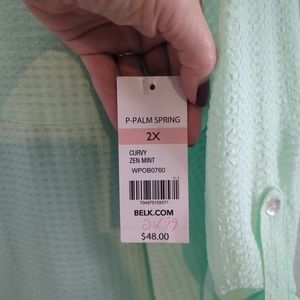 P-PALM SPRING
2X
CURVY
ZEN MINT
WPOB0760
BELK.COM
$48.00